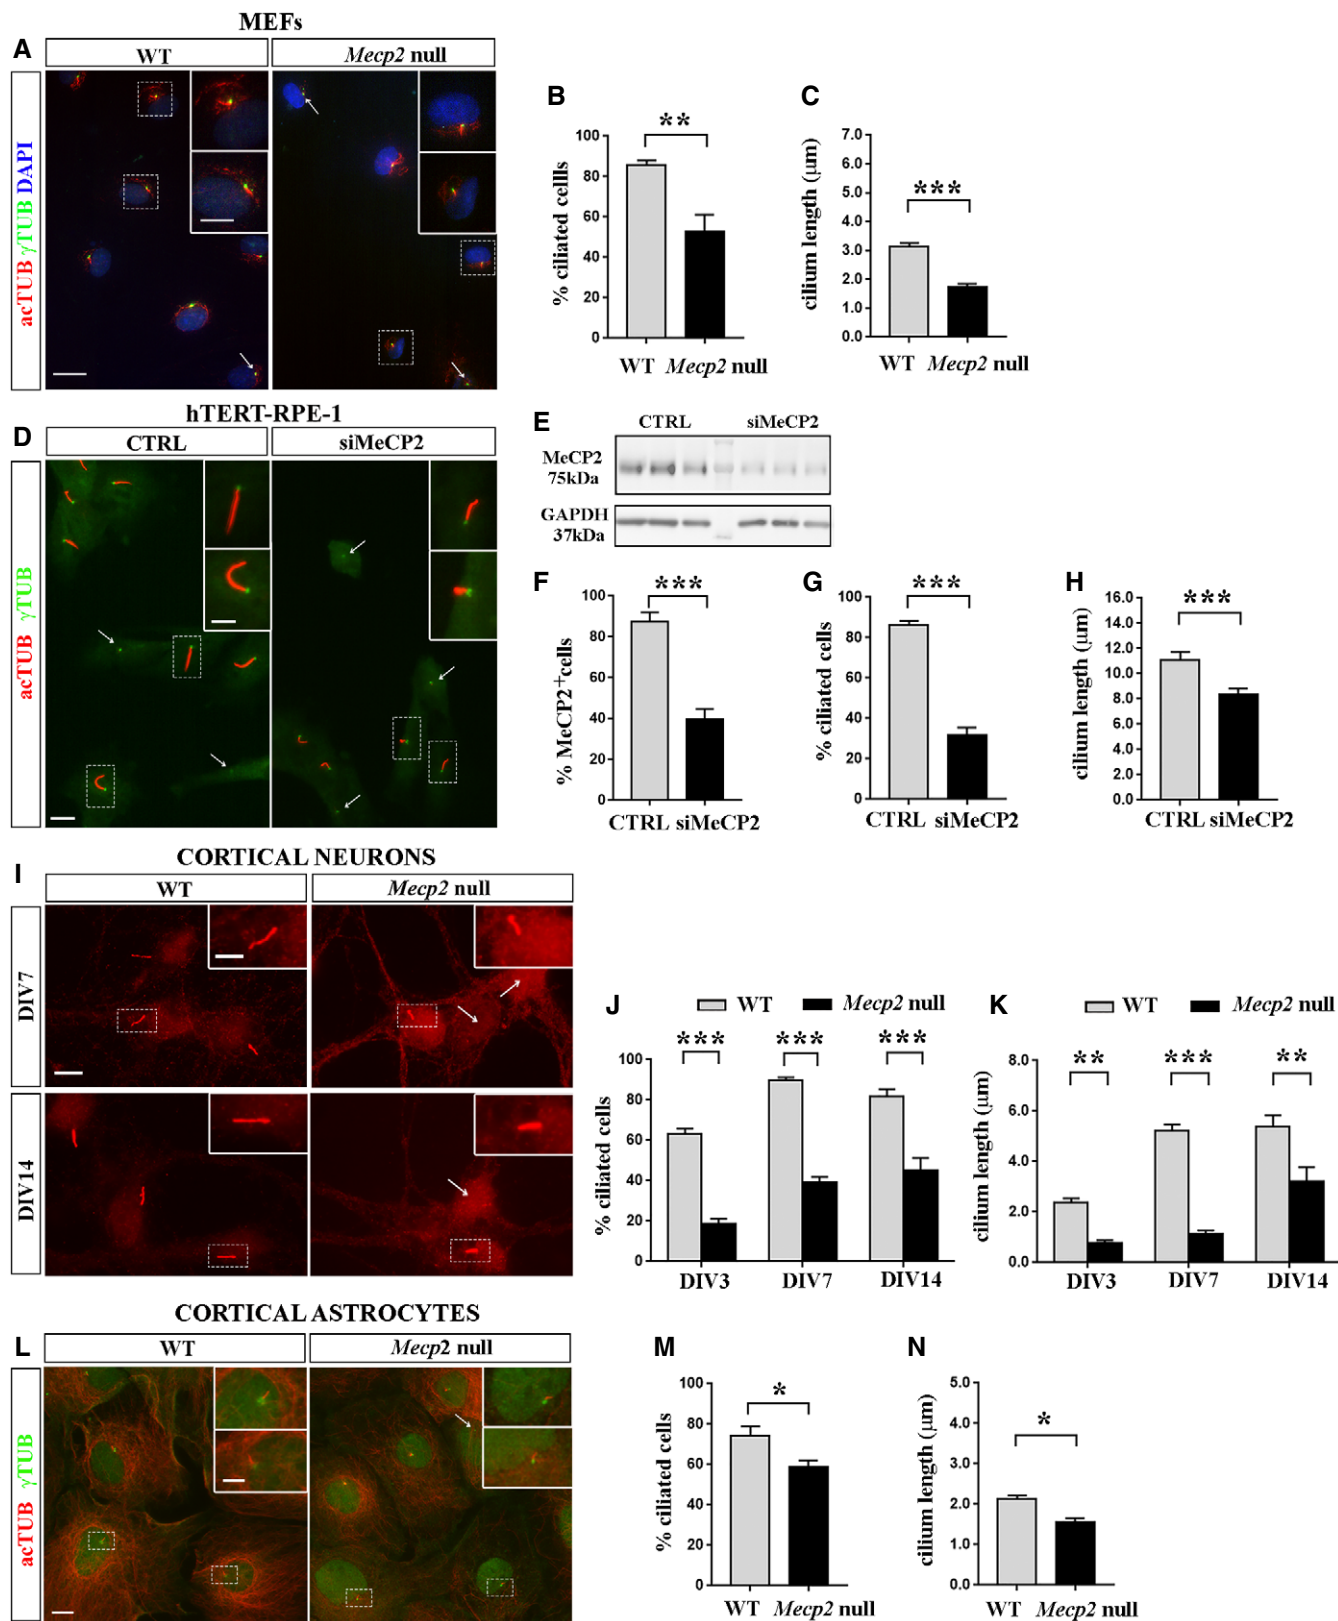 MEFs
A
WT
Mecp2 null
acTUB γTUB DAPI
B
**
% ciliated cellls
100
80
60
40
20
0
WT Mecp2 null
C
***
cilium length (μm)
7.0
6.0
5.0
4.0
3.0
2.0
1.0
0.0
WT Mecp2 null
hTERT-RPE-1
D
CTRL
siMeCP2
acTUB γTUB
E
CTRL siMeCP2
MeCP2
75kDa
GAPDH
37kDa
F
***
% MeCP2+cells
100
80
60
40
20
0
CTRL siMeCP2
G
***
% ciliated cells
100
80
60
40
20
0
CTRL siMeCP2
H
***
cilium length (μm)
16.0
14.0
12.0
10.0
8.0
6.0
4.0
2.0
0.0
CTRL siMeCP2
CORTICAL NEURONS
I
WT
Mecp2 null
DIV7
DIV14
J
WT Mecp2 null
*** *** ***
% ciliated cells
100
80
60
40
20
0
DIV3 DIV7 DIV14
K
WT Mecp2 null
** *** **
cilium length (μm)
8.0
6.0
4.0
2.0
0.0
DIV3 DIV7 DIV14
CORTICAL ASTROCYTES
L
WT
Mecp2 null
acTUB γTUB
M
*
% ciliated cells
100
80
60
40
20
0
WT Mecp2 null
N
*
cilium length (μm)
5.0
4.0
3.0
2.0
1.0
0.0
WT Mecp2 null